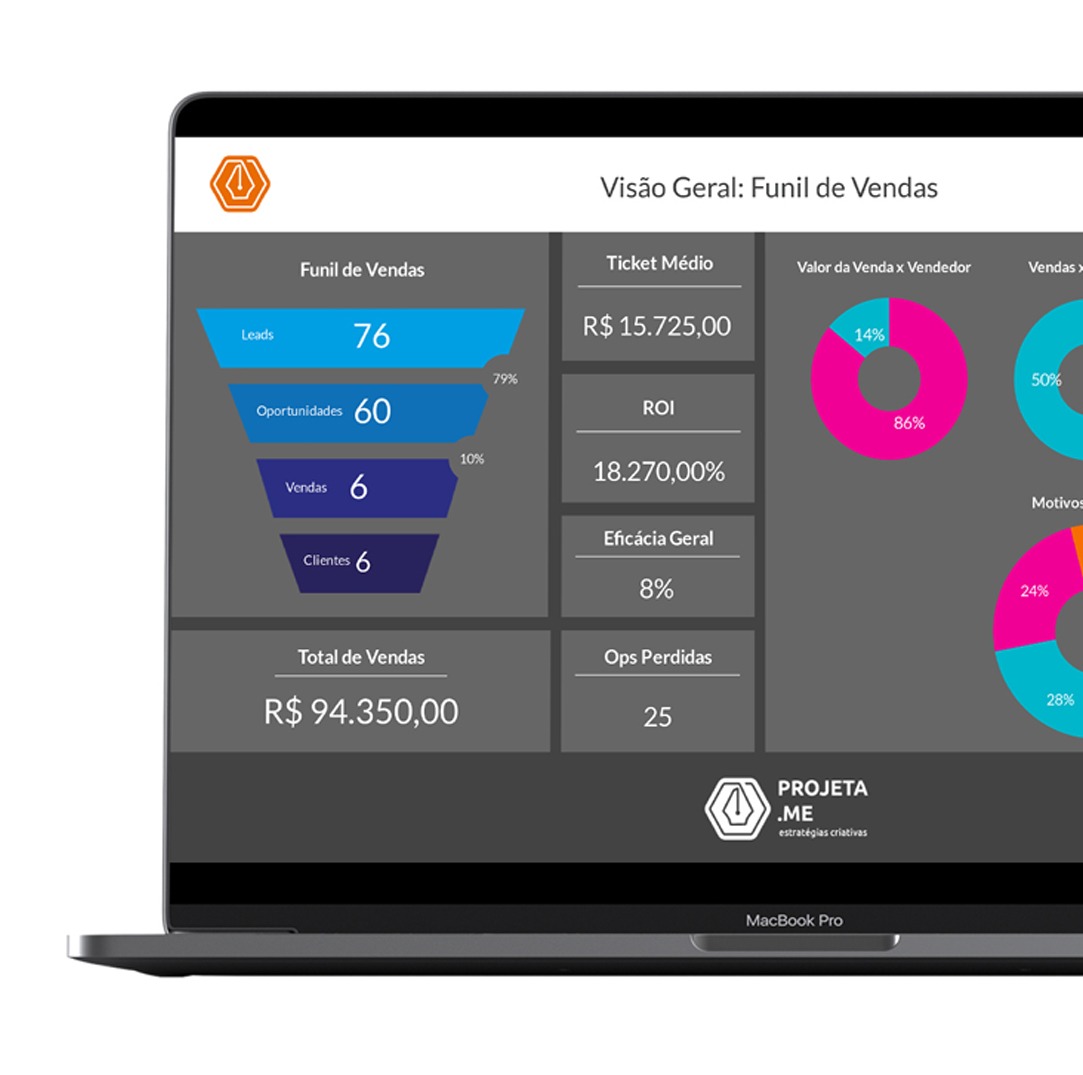 Visão Geral: Funil de Vendas
Funil de Vendas
Leads 76
79%
Oportunidades 60
10%
Vendas 6
Clientes 6
Total de Vendas
R$ 94.350,00
Ticket Médio
R$ 15.725,00
ROI
18.270,00%
Eficácia Geral
8%
Ops Perdidas
25
Valor da Venda x Vendedor
14%
86%
Vendas x
50%
Motivos
24%
28%
PROJETA
.ME
estratégias criativas
MacBook Pro